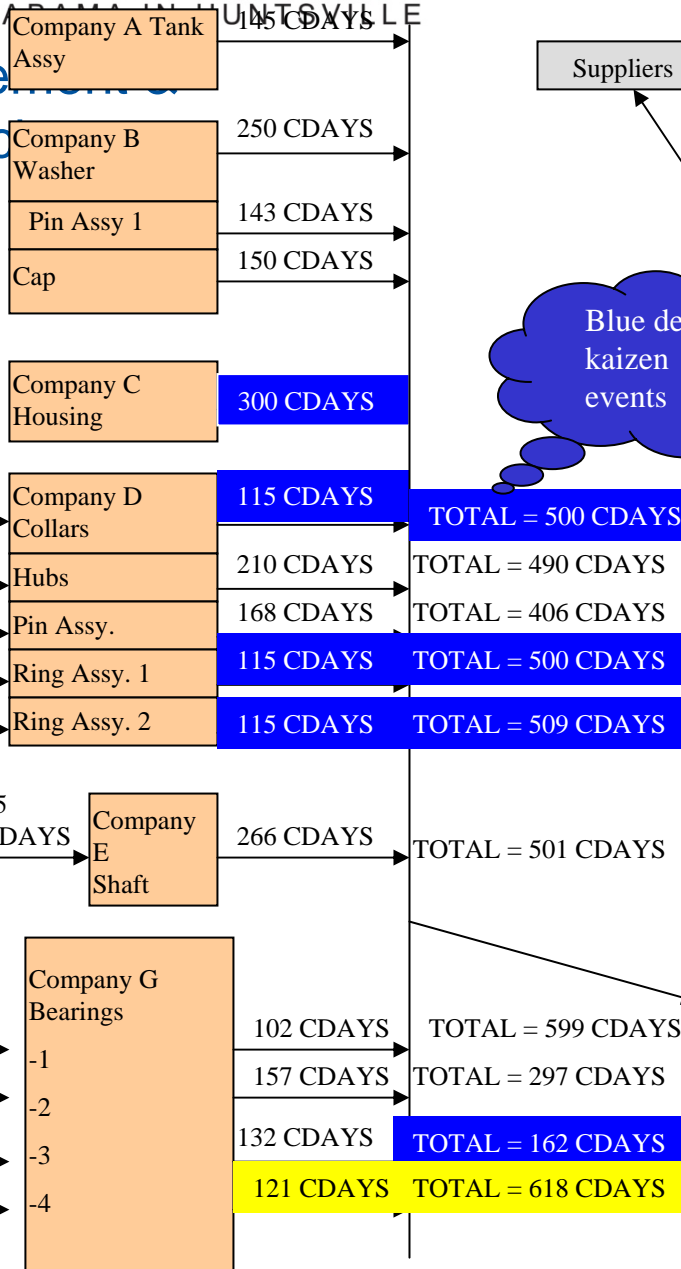 145 CDAYS
Company A Tank
Assy
Suppliers
Company B
Washer
250 CDAYS
Pin Assy 1
143 CDAYS
Cap
150 CDAYS
Blue de
kaizen
events
Company C
Housing
300 CDAYS
Company D
Collars
115 CDAYS
TOTAL = 500 CDAYS
Hubs
210 CDAYS
TOTAL = 490 CDAYS
Pin Assy.
168 CDAYS
TOTAL = 406 CDAYS
Ring Assy. 1
115 CDAYS
TOTAL = 500 CDAYS
Ring Assy. 2
115 CDAYS
TOTAL = 509 CDAYS
5
DAYS
Company
E
Shaft
266 CDAYS
TOTAL = 501 CDAYS
Company G
Bearings
102 CDAYS
TOTAL = 599 CDAYS
-1
157 CDAYS
TOTAL = 297 CDAYS
-2
132 CDAYS
TOTAL = 162 CDAYS
-3
121 CDAYS
TOTAL = 618 CDAYS
-4